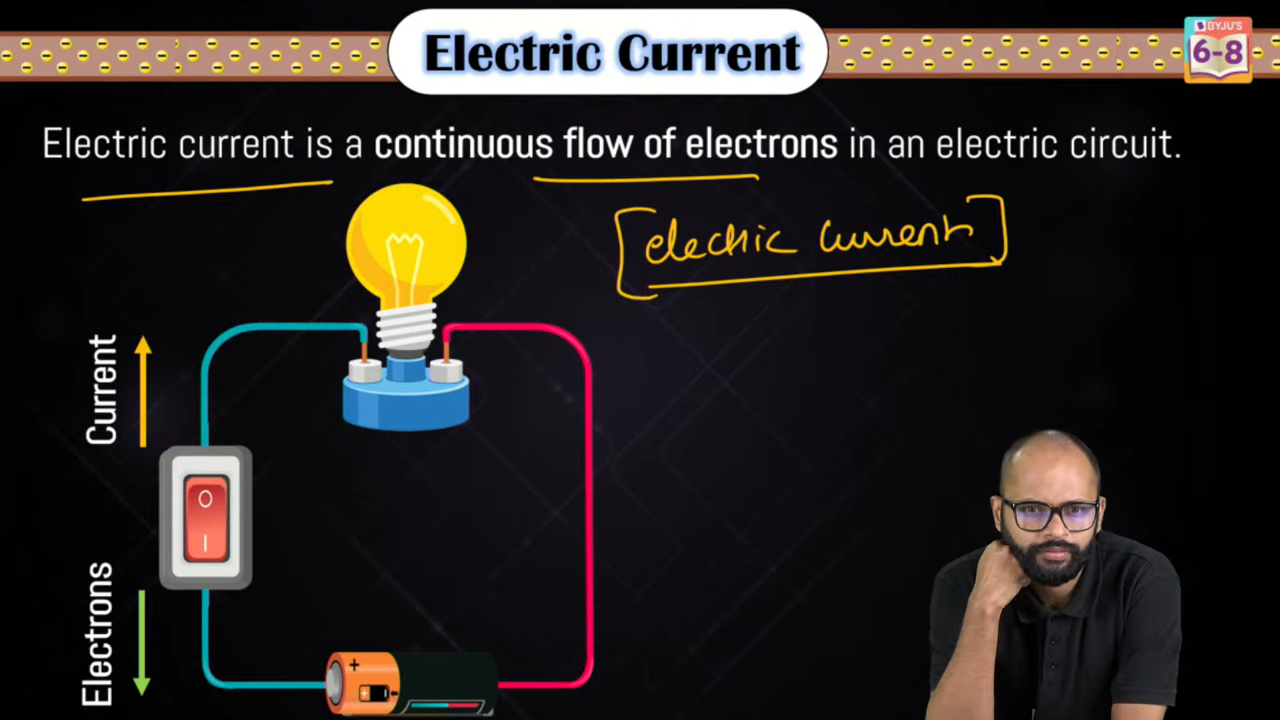 Electric Current
BYJU'S
6-8
Electric current is a continuous flow of electrons in an electric circuit.
[electric current]
Current
O
I
Electrons
+
+